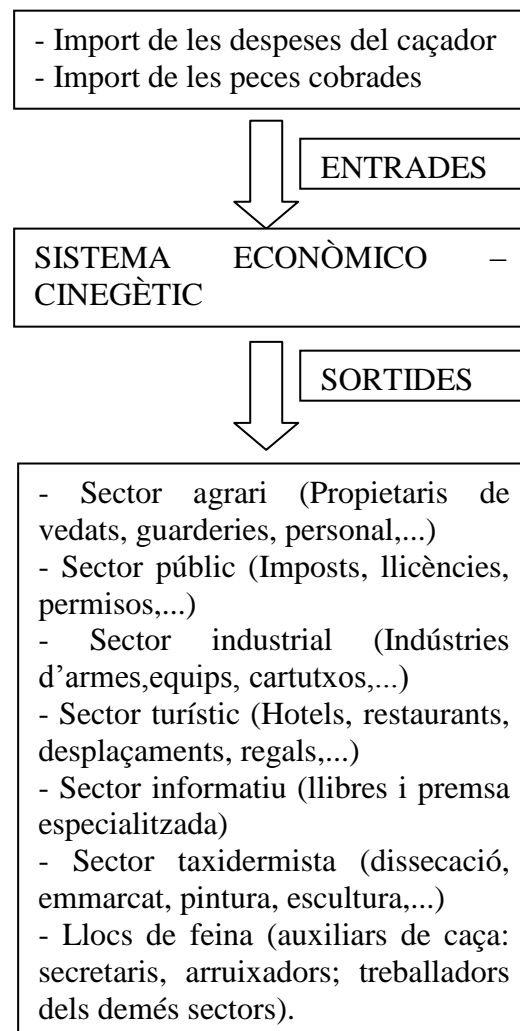 - Import de les despeses del caçador
- Import de les peces cobrades
ENTRADES
SISTEMA ECONÒMICO –
CINEGÈTIC
SORTIDES
- Sector agrari (Propietaris de
vedats, guarderies, personal,...)
- Sector públic (Imposts, llicències,
permisos,...)
- Sector industrial (Indústries
d’armes,equips, cartutxos,...)
- Sector turístic (Hotels, restaurants,
desplaçaments, regals,...)
- Sector informatiu (llibres i premsa
especialitzada)
- Sector taxidermista (dissecació,
emmarcat, pintura, escultura,...)
- Llocs de feina (auxiliars de caça:
secretaris, arruixadors; treballadors
dels demés sectors).